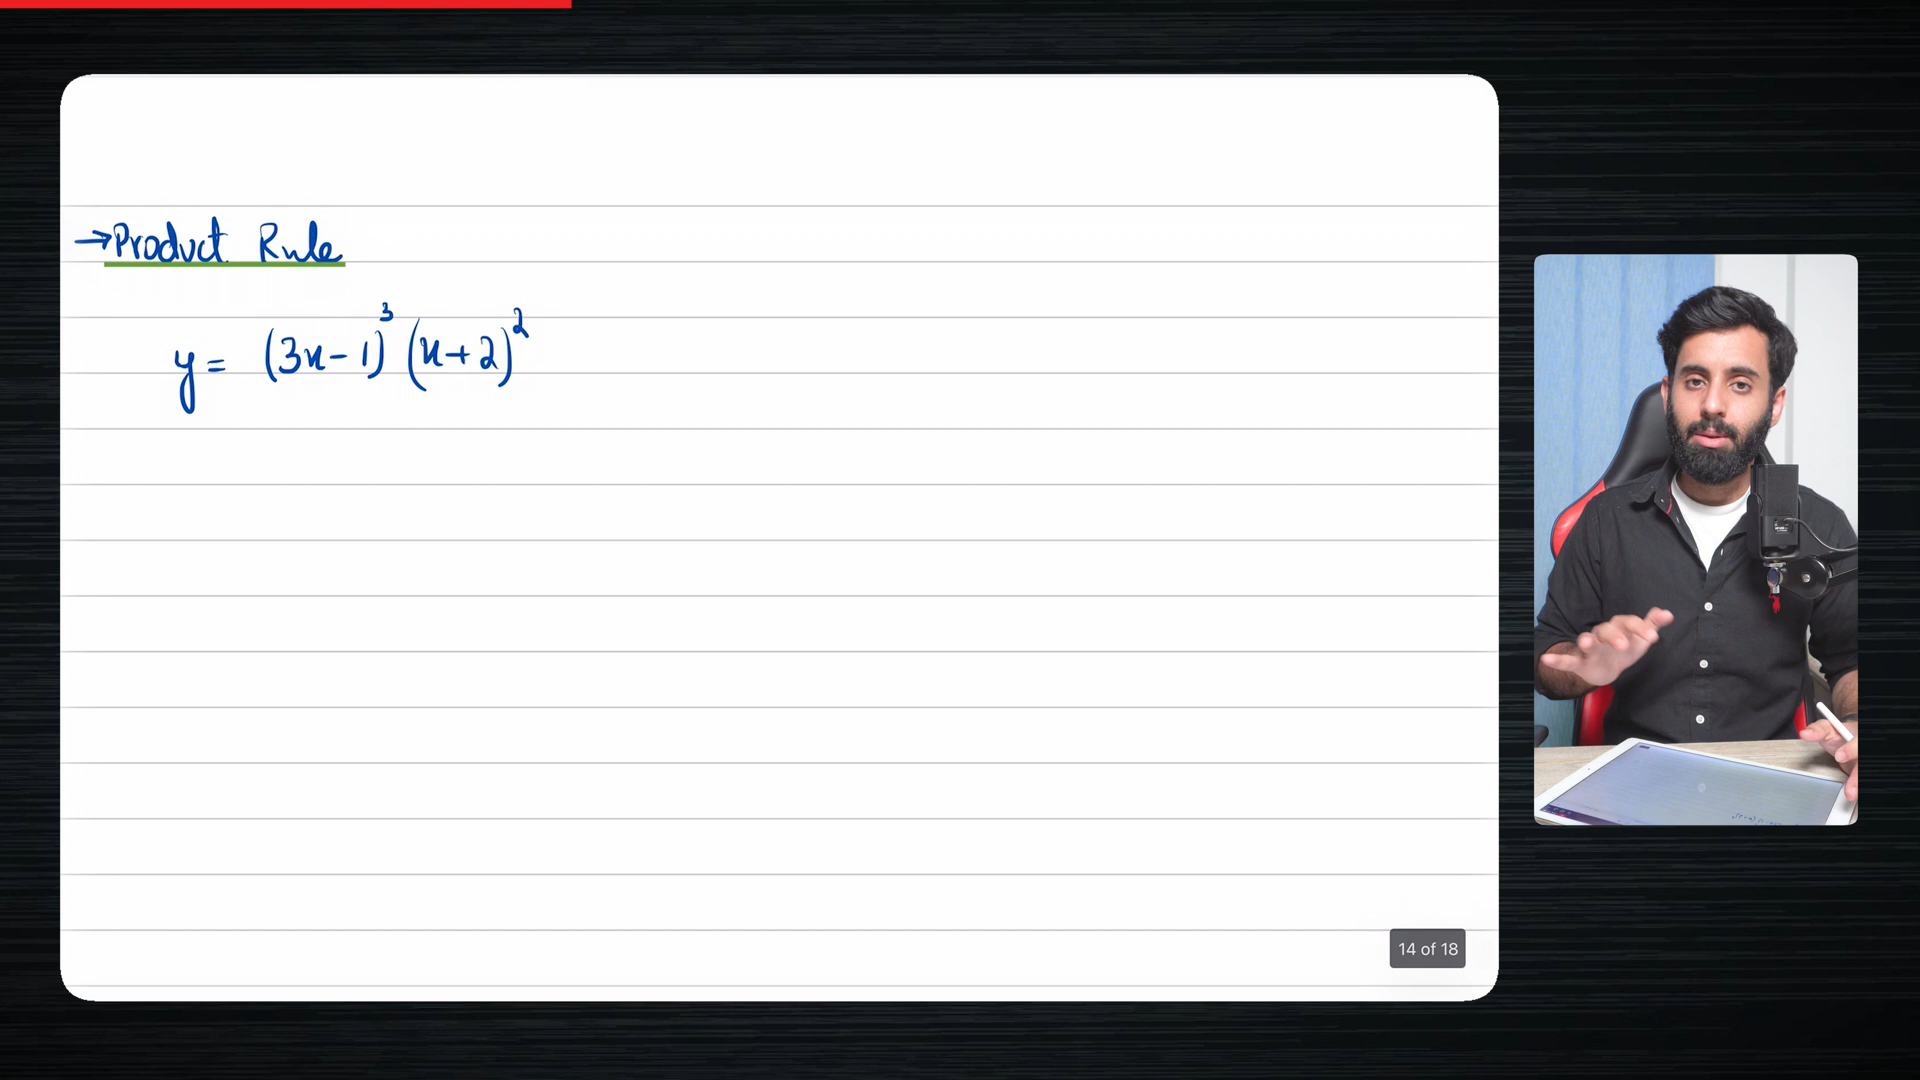 →Product Rule
y= (3x-1)³ (x+2)²
14 of 18